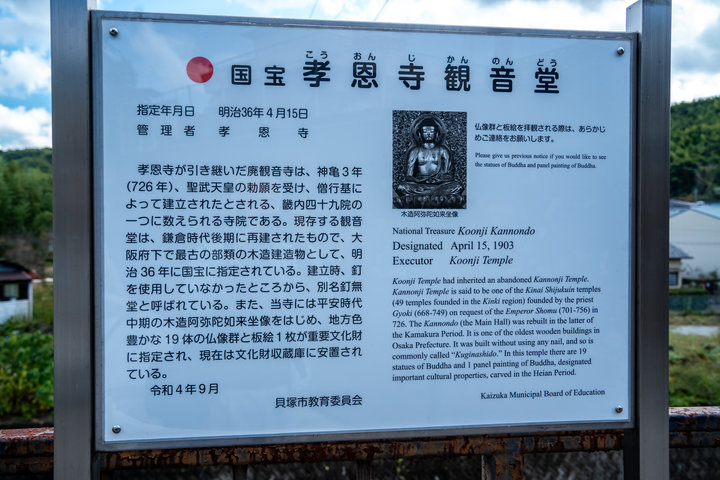 国宝 孝恩寺観音堂
こう おん じ かん のん どう
指定年月日 明治36年4月15日
管理者 孝恩寺
孝恩寺が引き継いだ廃観音寺は、神亀3年
(726年)、聖武天皇の勅願を受け、僧行基に
よって建立されたとされる、畿内四十九院の
一つに数えられる寺院である。現存する観音
堂は、鎌倉時代後期に再建されたもので、大
阪府下で最古の部類の木造建造物として、明
治36年に国宝に指定されている。建立時、釘
を使用していなかったところから、別名釘無
堂と呼ばれている。また、当寺には平安時代
中期の木造阿弥陀如来坐像をはじめ、地方色
豊かな19体の仏像群と板絵1枚が重要文化財
に指定され、現在は文化財収蔵庫に安置され
ている。
令和4年9月
貝塚市教育委員会
木造阿弥陀如来坐像
仏像群と板絵を拝観される際は、あらかじ
めご連絡をお願いします。
Please give us previous notice if you would like to see
the statues of Buddha and panel painting of Buddha.
National Treasure Koonji Kannondo
Designated April 15, 1903
Executor Koonji Temple
Koonji Temple had inherited an abandoned Kannonji Temple.
Kannonji Temple is said to be one of the Kinai Shijukuin temples
(49 temples founded in the Kinki region) founded by the priest
Gyoki (668-749) on request of the Emperor Shomu (701-756) in
726. The Kannondo (the Main Hall) was rebuilt in the latter of
the Kamakura Period. It is one of the oldest wooden buildings in
Osaka Prefecture. It was built without using any nail, and so is
commonly called "Kuginashido." In this temple there are 19
statues of Buddha and 1 panel painting of Buddha, designated
important cultural properties, carved in the Heian Period.
Kaizuka Municipal Board of Education